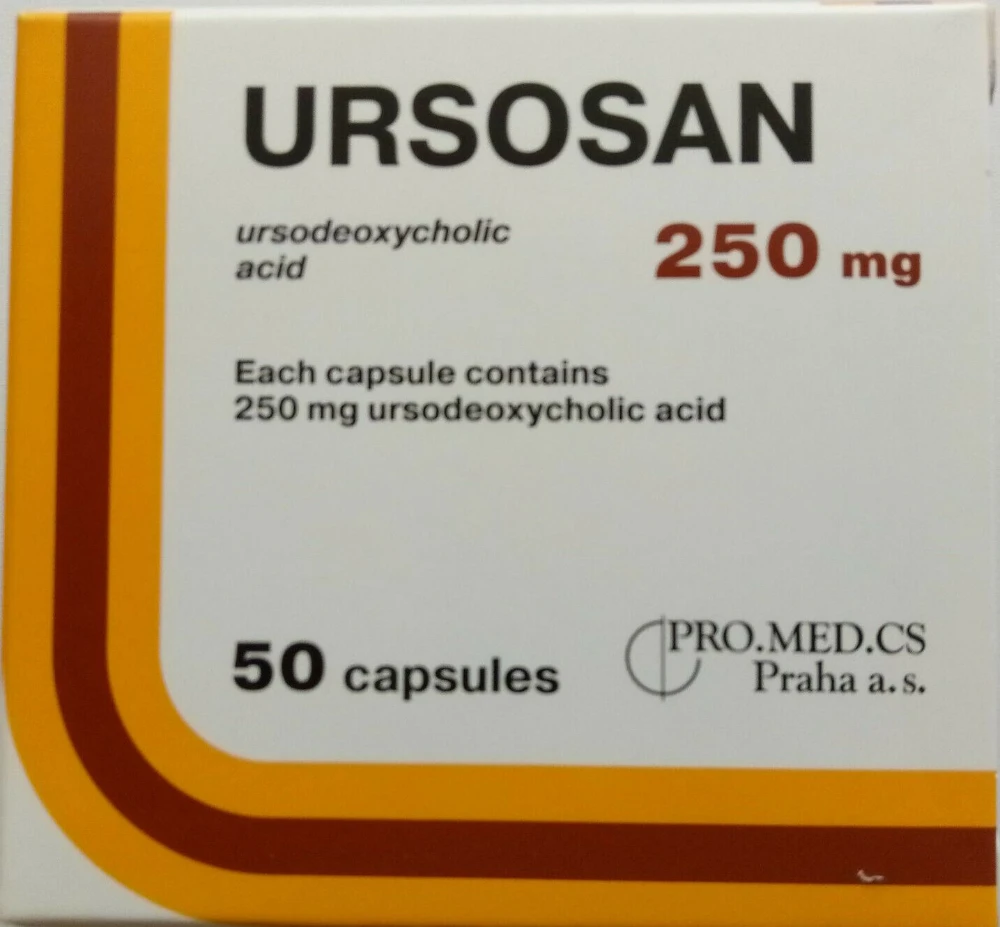 URSOSAN
ursodeoxycholic
acid
250 mg
Each capsule contains
250 mg ursodeoxycholic acid
50 capsules
PRO.MED.CS
Praha a.s.